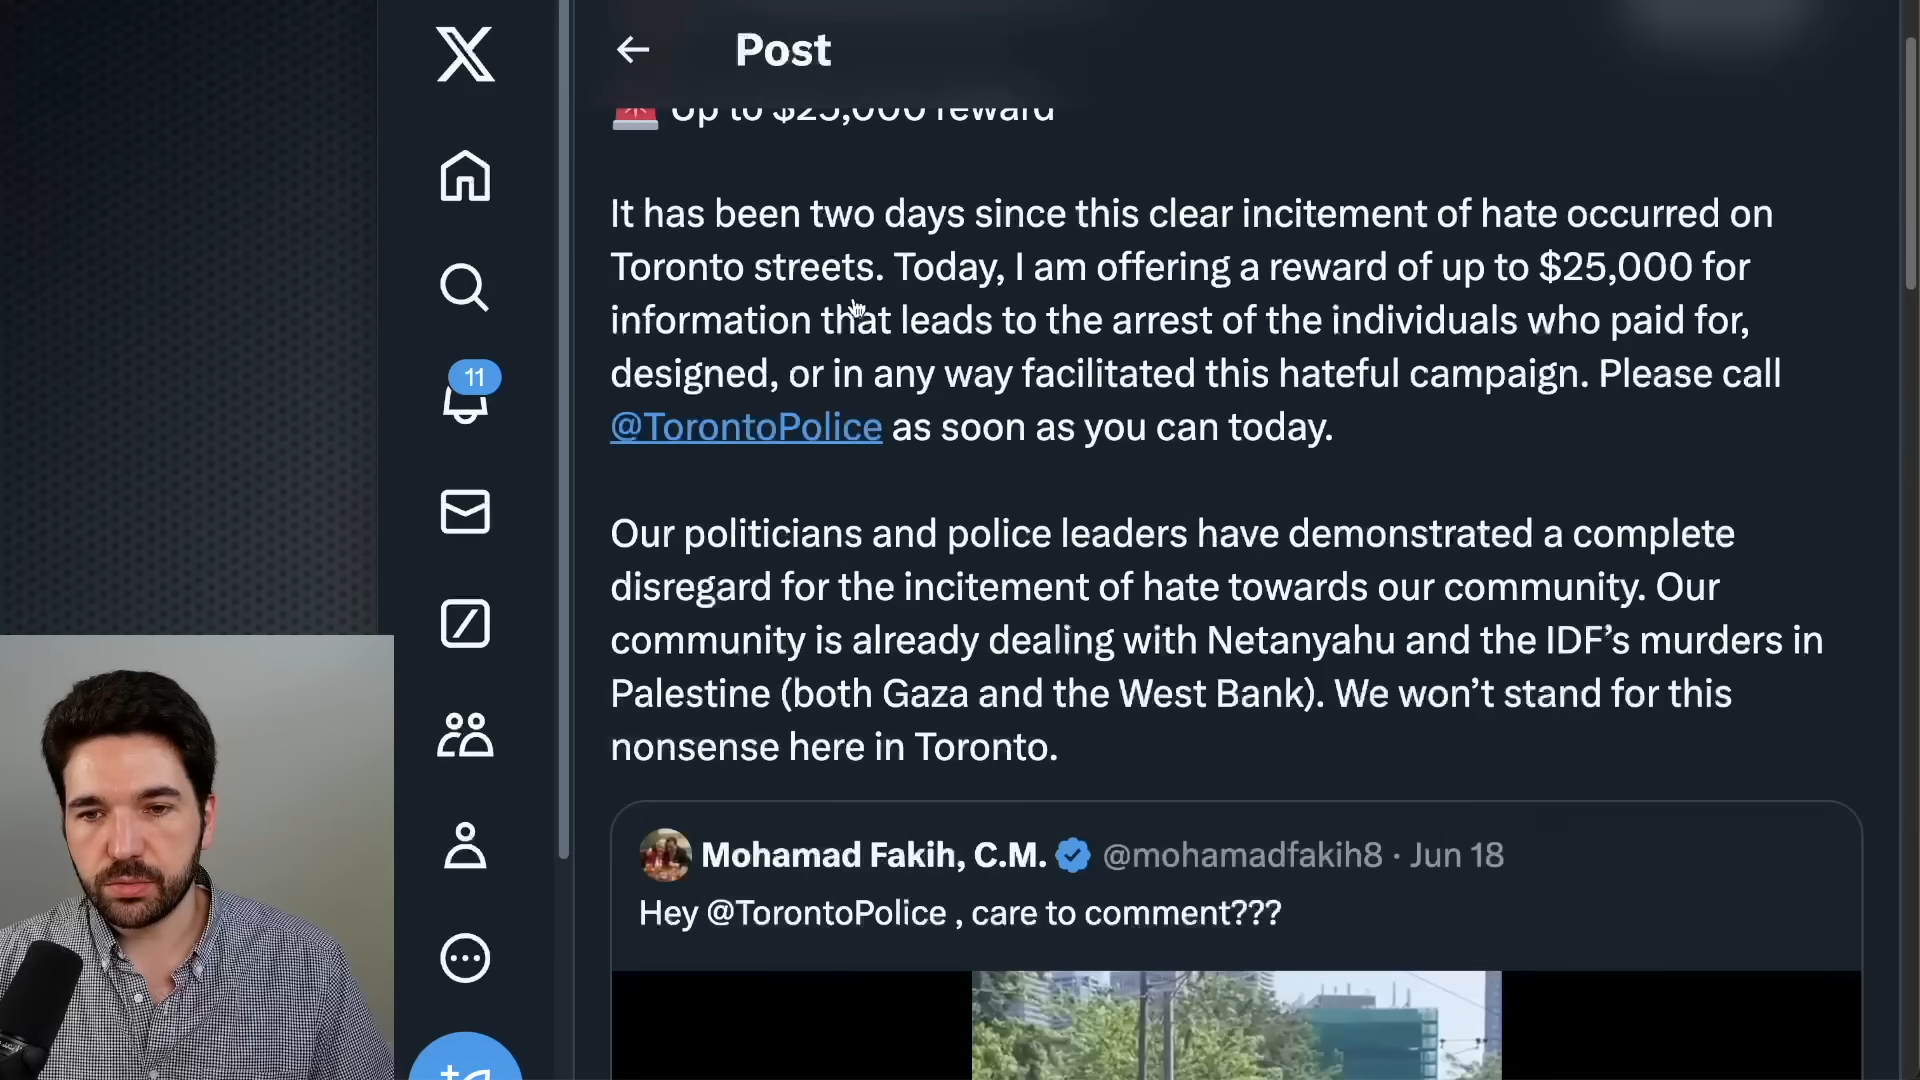 Post
Up to $25,000 reward
It has been two days since this clear incitement of hate occurred on
Toronto streets. Today, I am offering a reward of up to $25,000 for
information that leads to the arrest of the individuals who paid for,
designed, or in any way facilitated this hateful campaign. Please call
@TorontoPolice as soon as you can today.
Our politicians and police leaders have demonstrated a complete
disregard for the incitement of hate towards our community. Our
community is already dealing with Netanyahu and the IDF’s murders in
Palestine (both Gaza and the West Bank). We won’t stand for this
nonsense here in Toronto.
Mohamad Fakih, C.M. @mohamadfakih8 · Jun 18
Hey @TorontoPolice , care to comment???
11